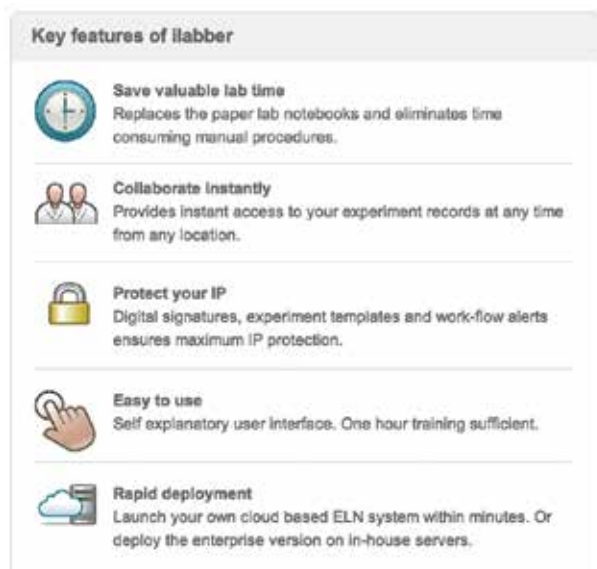 Key features of ilabber
Save valuable lab time
Replaces the paper lab notebooks and eliminates time
consuming manual procedures.
Collaborate instantly
Provides instant access to your experiment records at any time
from any location.
Protect your IP
Digital signatures, experiment templates and work-flow alerts
ensures maximum IP protection.
Easy to use
Self explanatory user interface. One hour training sufficient.
Rapid deployment
Launch your own cloud based ELN system within minutes. Or
deploy the enterprise version on in-house servers.